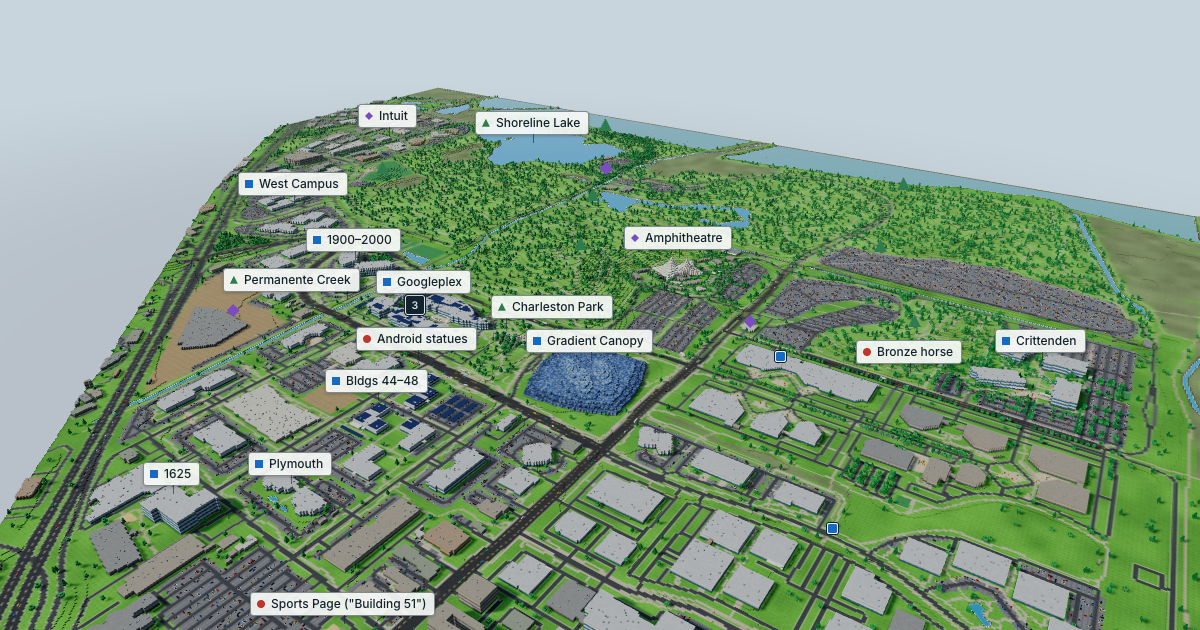 Intuit
Shoreline Lake
West Campus
1900–2000
Amphitheatre
Permanente Creek
Googleplex
3
Charleston Park
Android statues
Gradient Canopy
Crittenden
Bronze horse
Bldgs 44–48
Plymouth
1625
Sports Page ("Building 51")